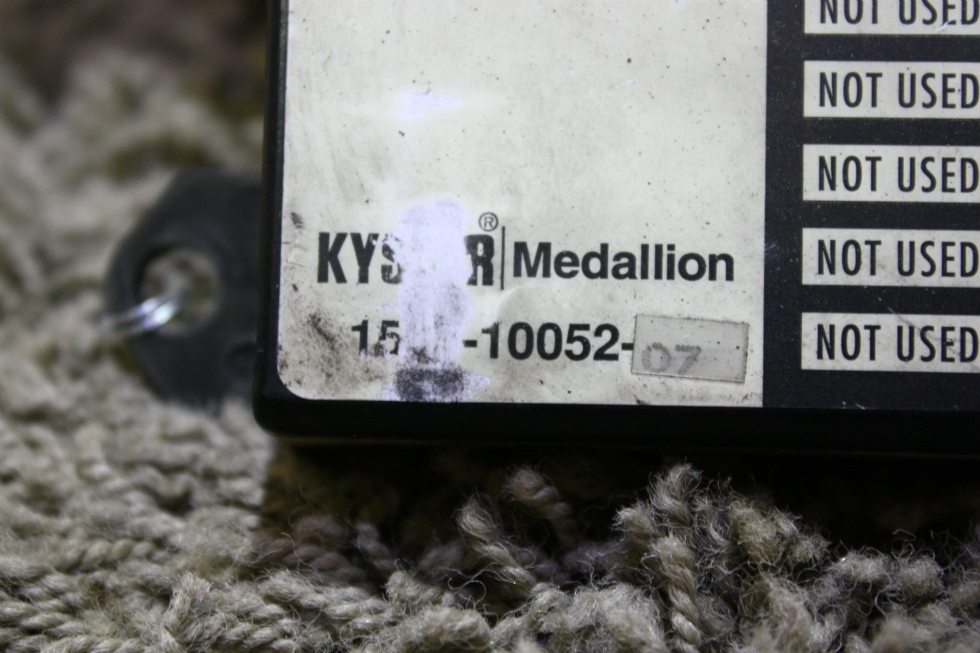 NOT USED
NOT USED
NOT USED
® NOT USED
Medallion
-10052-07 NOT USED